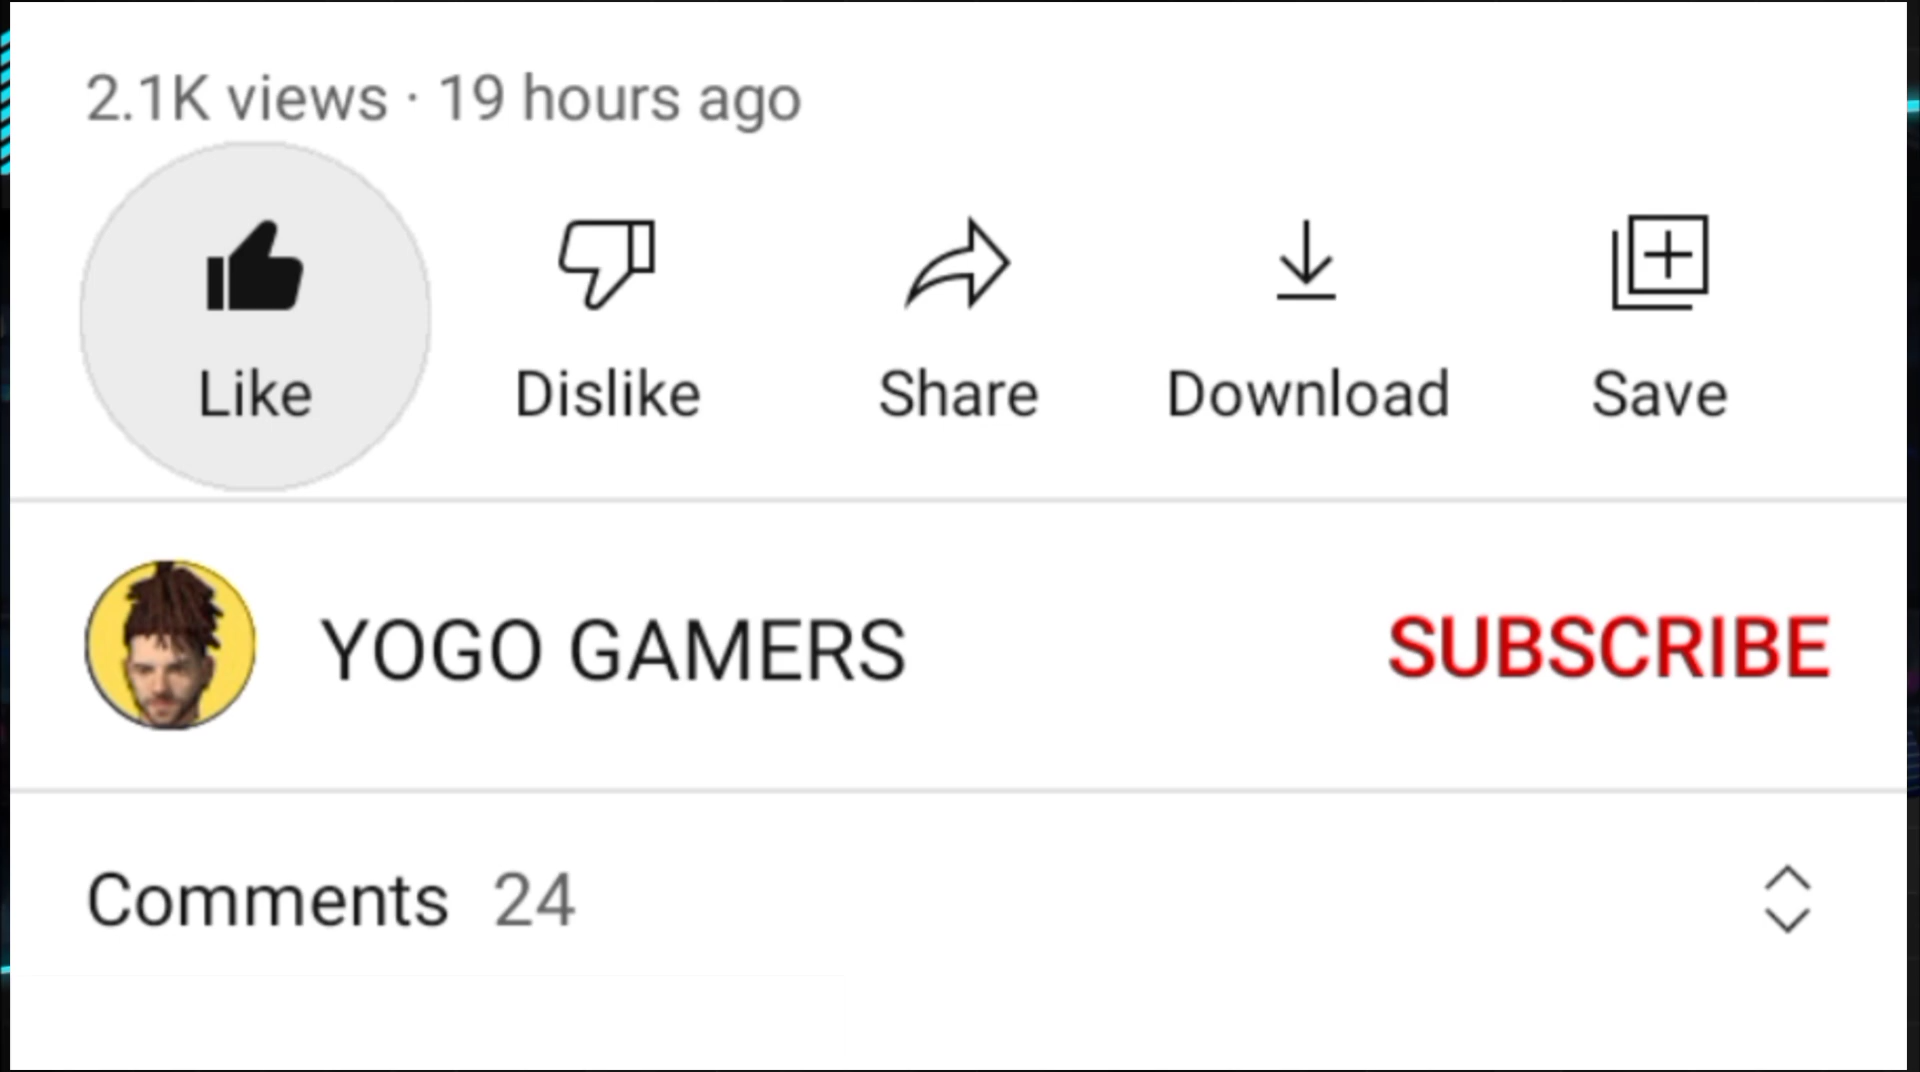 2.1K views · 19 hours ago
Like Dislike Share Download Save
YOGO GAMERS SUBSCRIBE
Comments 24